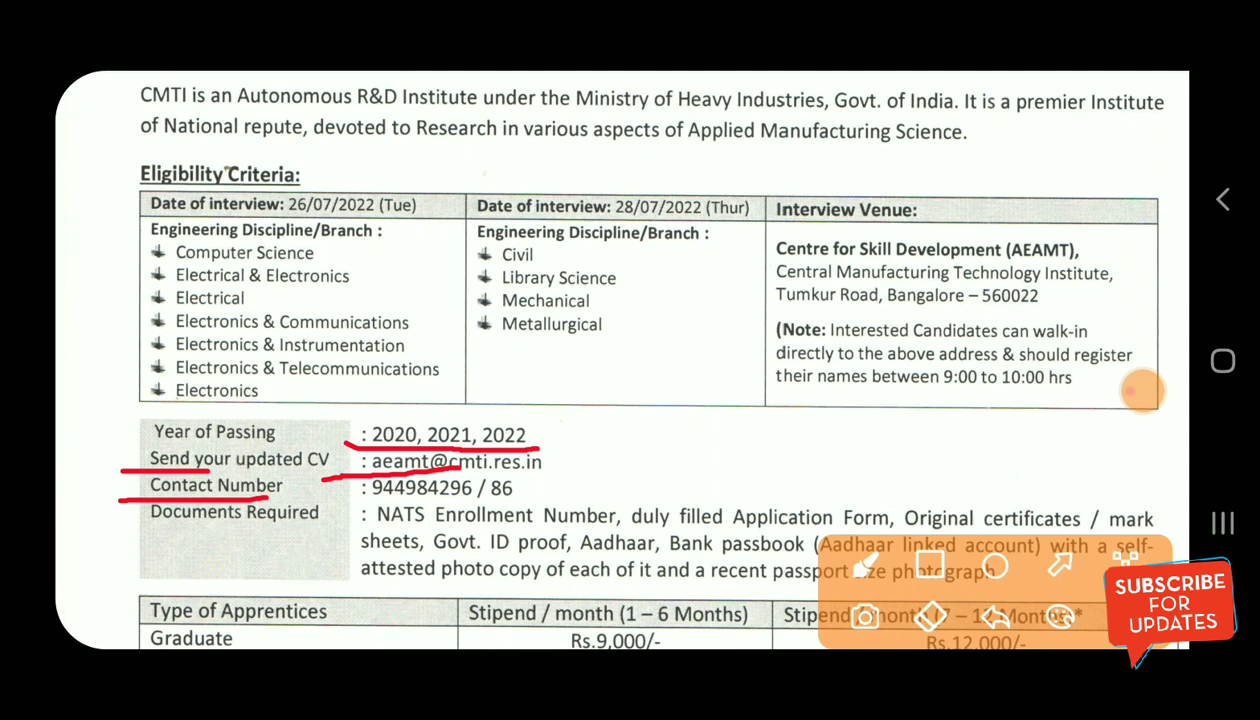 CMTI is an Autonomous R&D Institute under the Ministry of Heavy Industries, Govt. of India. It is a premier Institute
of National repute, devoted to Research in various aspects of Applied Manufacturing Science.
Eligibility Criteria:
Date of interview: 26/07/2022 (Tue)
Engineering Discipline/Branch :
Computer Science
Electrical & Electronics
Electrical
Electronics & Communications
Electronics & Instrumentation
Electronics & Telecommunications
Electronics
Date of interview: 28/07/2022 (Thur)
Engineering Discipline/Branch :
Civil
Library Science
Mechanical
Metallurgical
Interview Venue:
Centre for Skill Development (AEAMT),
Central Manufacturing Technology Institute,
Tumkur Road, Bangalore – 560022
(Note: Interested Candidates can walk-in
directly to the above address & should register
their names between 9:00 to 10:00 hrs
Year of Passing : 2020, 2021, 2022
Send your updated CV : aeamt@cmti.res.in
Contact Number : 944984296 / 86
Documents Required : NATS Enrollment Number, duly filled Application Form, Original certificates / mark
sheets, Govt. ID proof, Aadhaar, Bank passbook (Aadhaar linked account) with a self-
attested photo copy of each of it and a recent passport size photograph
Type of Apprentices Stipend / month (1 – 6 Months) Stipend / month (7 – 12 Months)*
Graduate Rs.9,000/- Rs.12,000/-
SUBSCRIBE
FOR
UPDATES